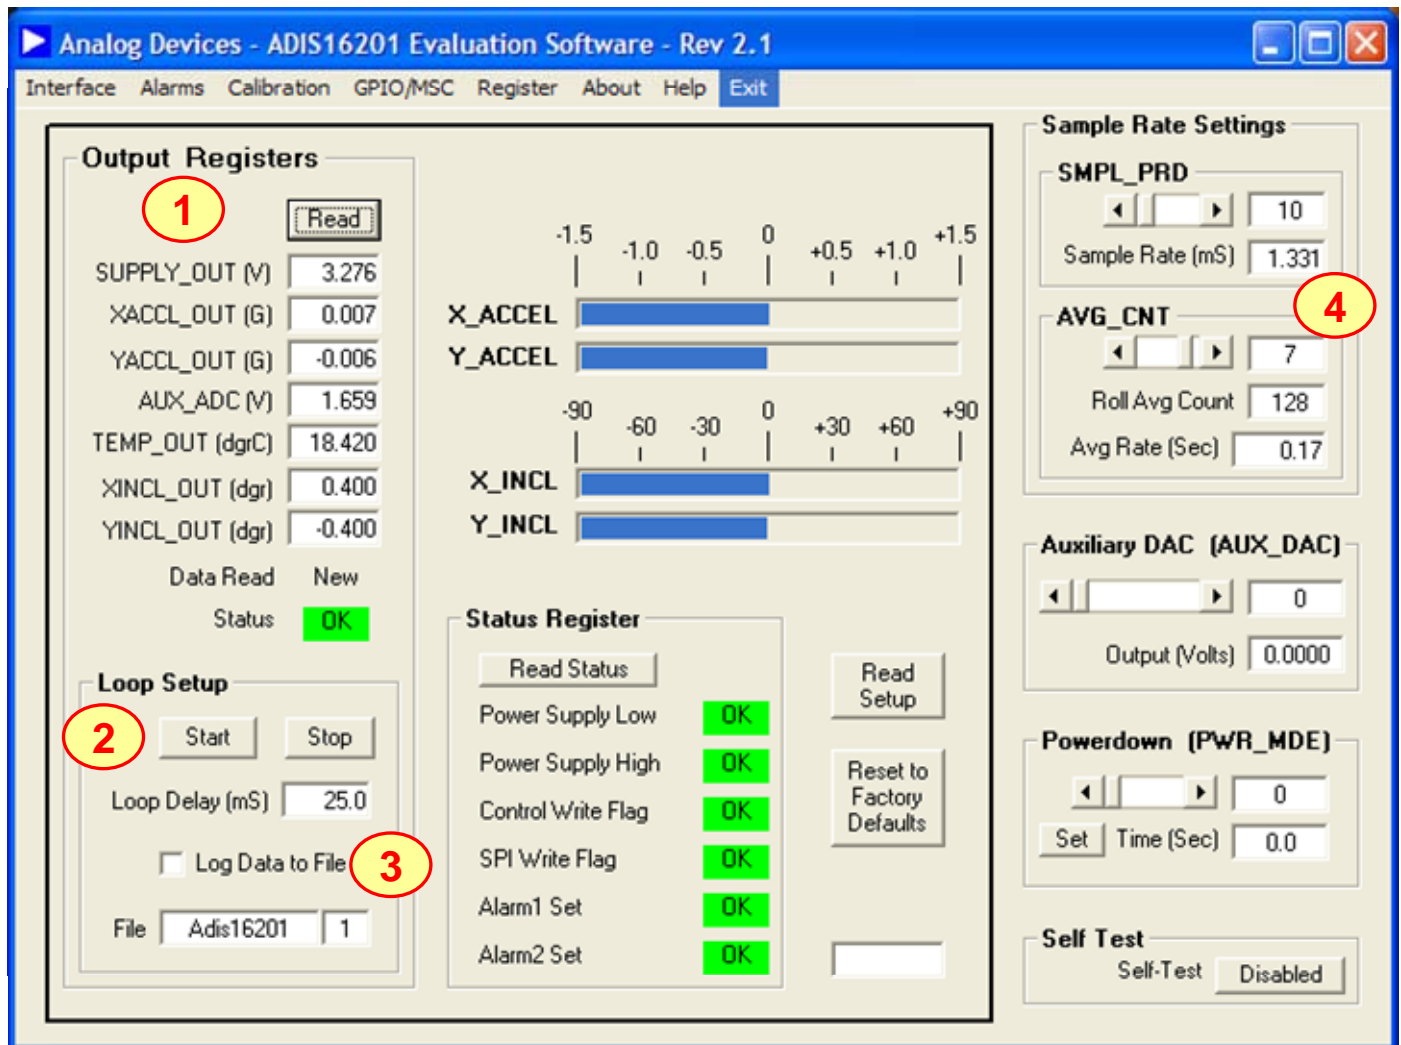 Analog Devices - ADIS16201 Evaluation Software - Rev 2.1
Interface Alarms Calibration GPIO/MSC Register About Help Exit
Output Registers
1
Read
SUPPLY_OUT (V) 3.276
XACCL_OUT (G) 0.007
YACCL_OUT (G) -0.006
AUX_ADC (V) 1.659
TEMP_OUT (dgrC) 18.420
XINCL_OUT (dgr) 0.400
YINCL_OUT (dgr) -0.400
Data Read New
Status OK
Loop Setup
2
Start Stop
Loop Delay (mS) 25.0
Log Data to File 3
File Adis16201 1
-1.5 -1.0 -0.5 0 +0.5 +1.0 +1.5
X_ACCEL
Y_ACCEL
-90 -60 -30 0 +30 +60 +90
X_INCL
Y_INCL
Status Register
Read Status
Power Supply Low OK
Power Supply High OK
Control Write Flag OK
SPI Write Flag OK
Alarm1 Set OK
Alarm2 Set OK
Read
Setup
Reset to
Factory
Defaults
Sample Rate Settings
SMPL_PRD
10
Sample Rate (mS) 1.331
4
AVG_CNT
7
Roll Avg Count 128
Avg Rate (Sec) 0.17
Auxiliary DAC (AUX_DAC)
0
Output (Volts) 0.0000
Powerdown (PWR_MDE)
0
Set Time (Sec) 0.0
Self Test
Self-Test Disabled